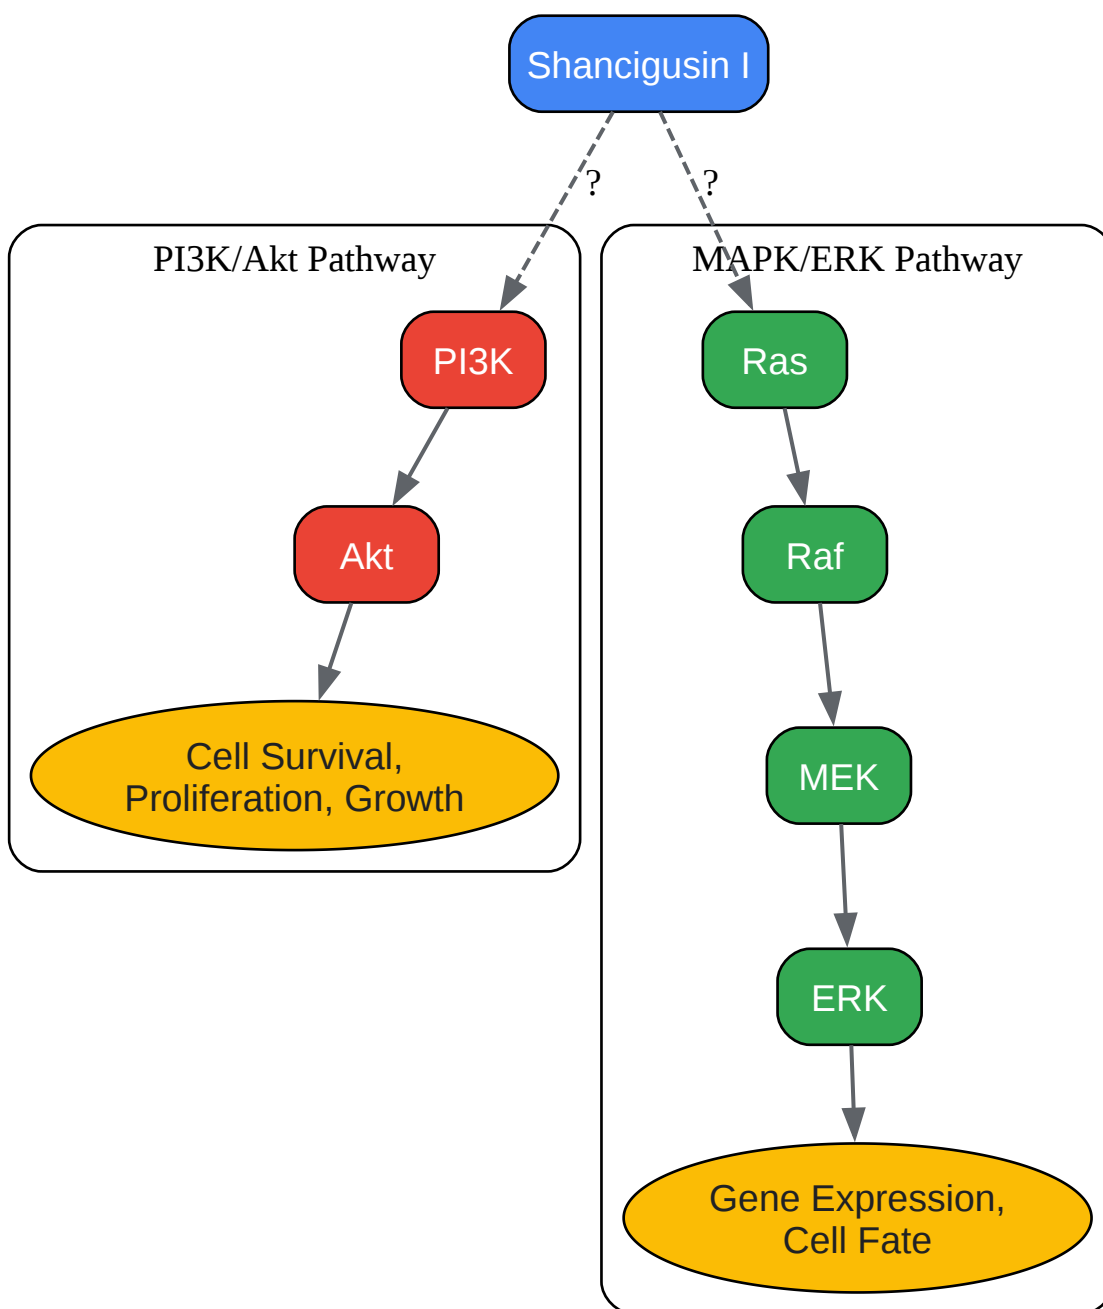 Shancigusin I
?
?
PI3K/Akt Pathway
PI3K
Akt
Cell Survival,
Proliferation, Growth
MAPK/ERK Pathway
Ras
Raf
MEK
ERK
Gene Expression,
Cell Fate